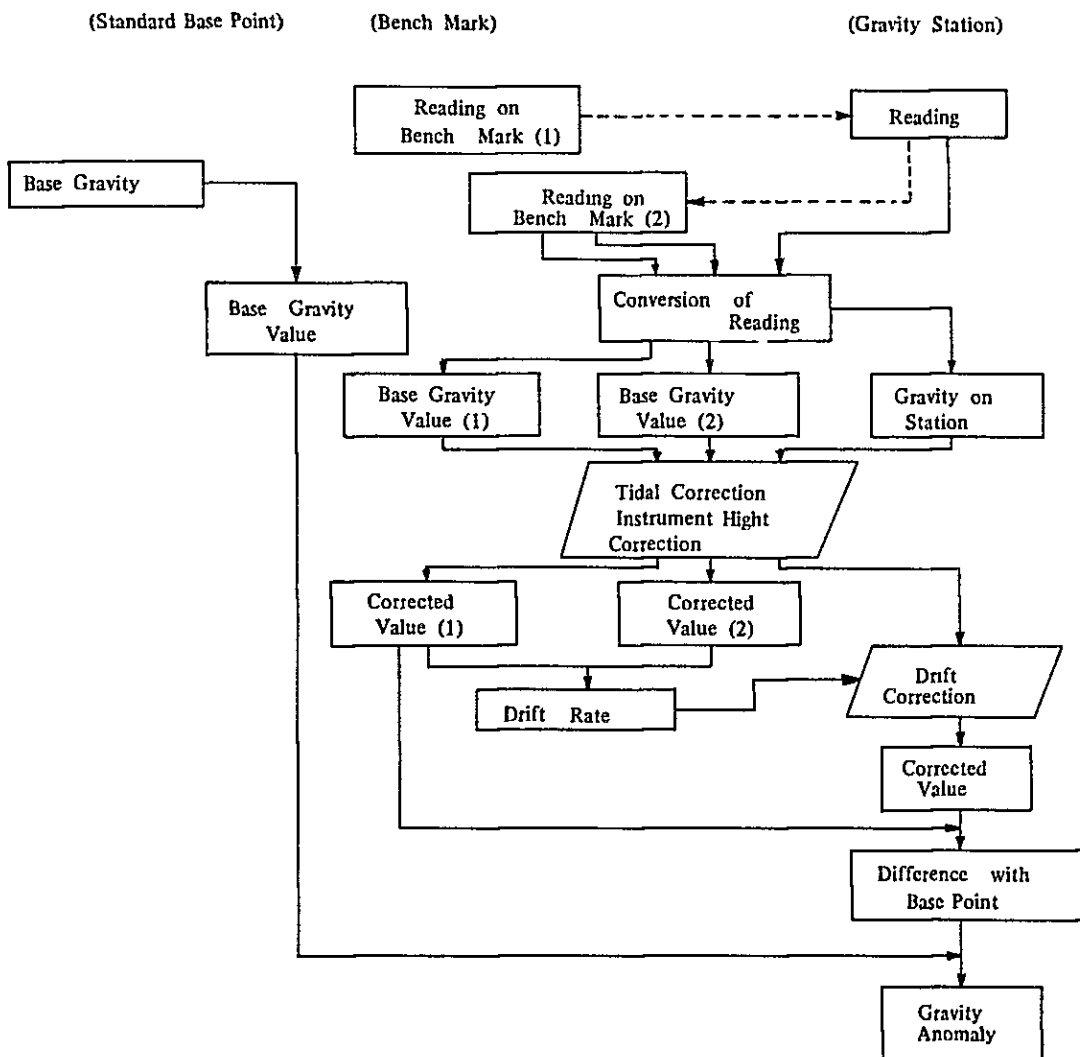 (Standard Base Point)
(Bench Mark)
(Gravity Station)
Reading on
Bench Mark (1)
Reading
Base Gravity
Reading on
Bench Mark (2)
Base Gravity
Value
Conversion of
Reading
Base Gravity
Value (1)
Base Gravity
Value (2)
Gravity on
Station
Tidal Correction
Instrument Hight
Correction
Corrected
Value (1)
Corrected
Value (2)
Drift
Correction
Drift Rate
Corrected
Value
Difference with
Base Point
Gravity
Anomaly